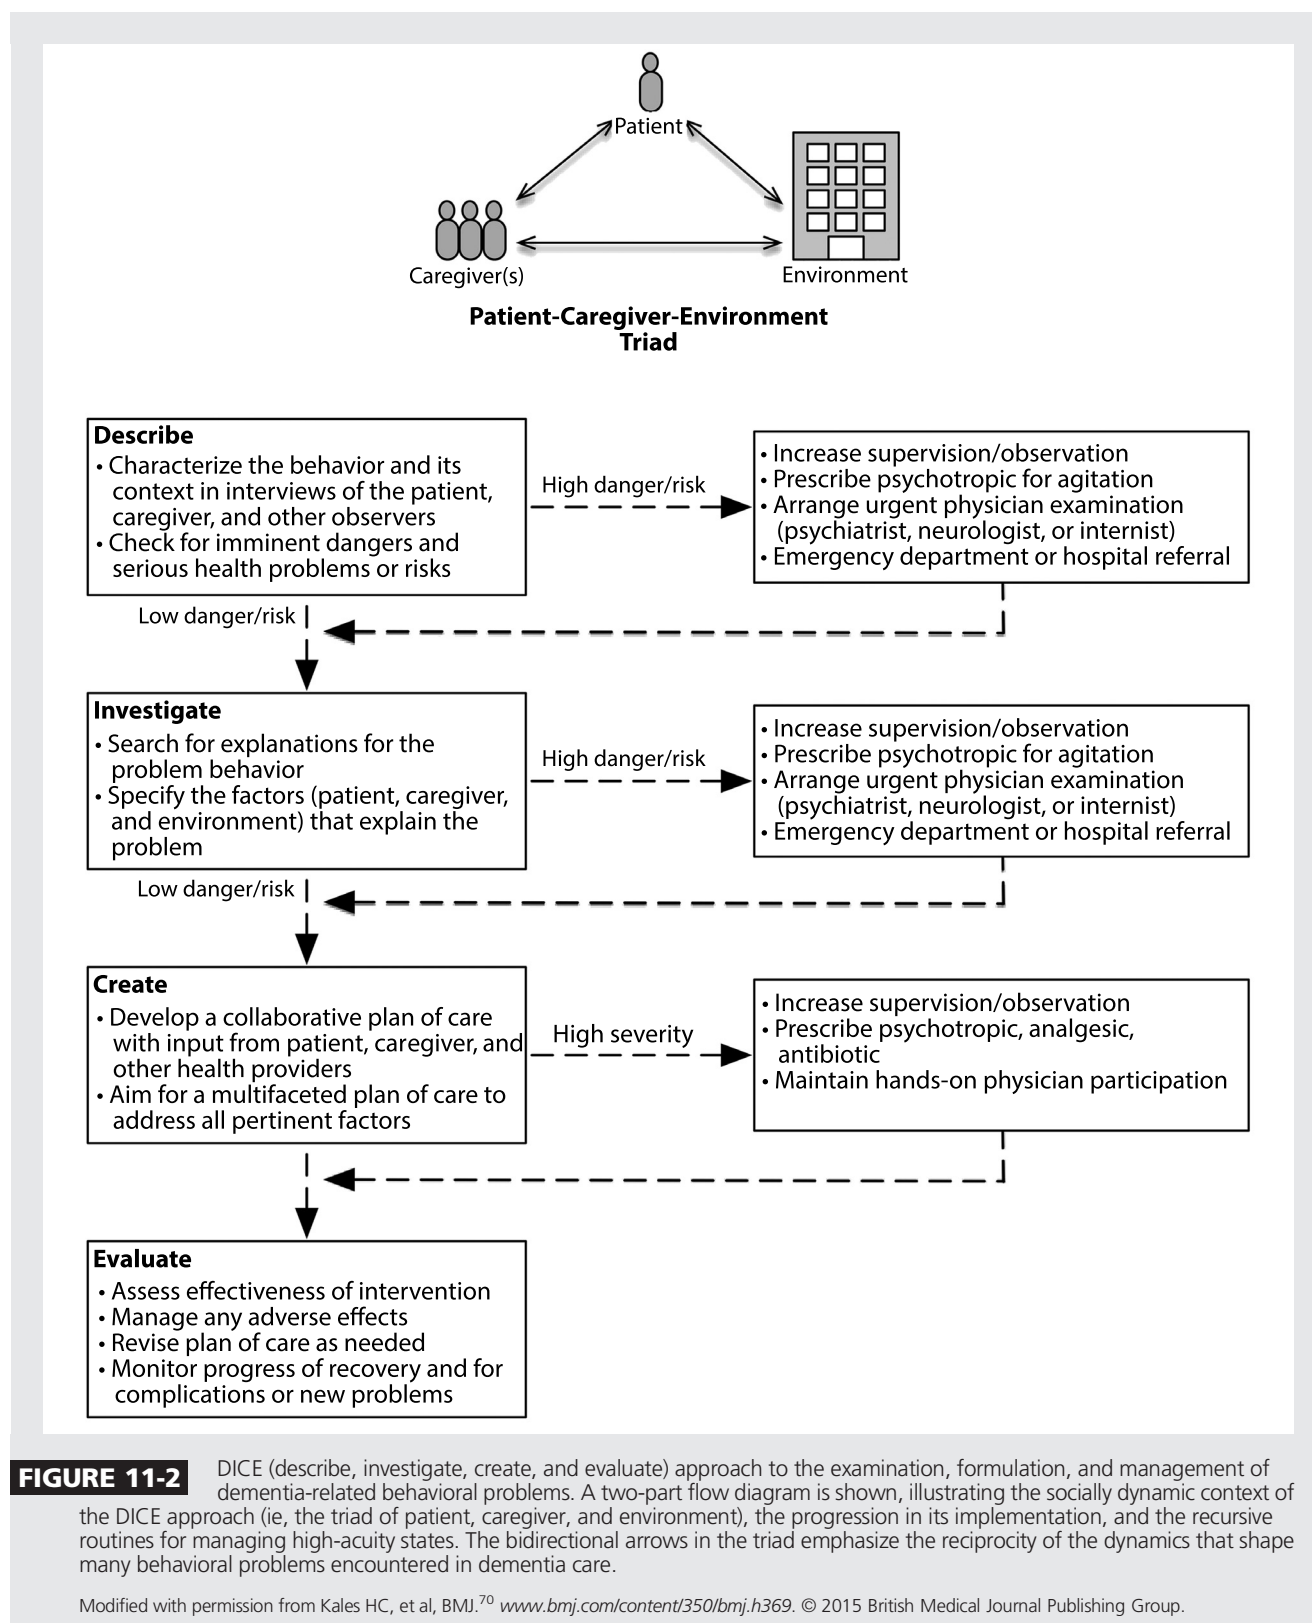 Patient
Caregiver(s)
Environment
Patient-Caregiver-Environment
Triad
Describe
• Characterize the behavior and its
context in interviews of the patient,
caregiver, and other observers
• Check for imminent dangers and
serious health problems or risks
High danger/risk
• Increase supervision/observation
• Prescribe psychotropic for agitation
• Arrange urgent physician examination
(psychiatrist, neurologist, or internist)
• Emergency department or hospital referral
Low danger/risk
Investigate
• Search for explanations for the
problem behavior
• Specify the factors (patient, caregiver,
and environment) that explain the
problem
High danger/risk
• Increase supervision/observation
• Prescribe psychotropic for agitation
• Arrange urgent physician examination
(psychiatrist, neurologist, or internist)
• Emergency department or hospital referral
Low danger/risk
Create
• Develop a collaborative plan of care
with input from patient, caregiver, and
other health providers
• Aim for a multifaceted plan of care to
address all pertinent factors
High severity
• Increase supervision/observation
• Prescribe psychotropic, analgesic,
antibiotic
• Maintain hands-on physician participation
Evaluate
• Assess effectiveness of intervention
• Manage any adverse effects
• Revise plan of care as needed
• Monitor progress of recovery and for
complications or new problems
FIGURE 11-2 DICE (describe, investigate, create, and evaluate) approach to the examination, formulation, and management of
dementia-related behavioral problems. A two-part flow diagram is shown, illustrating the socially dynamic context of
the DICE approach (ie, the triad of patient, caregiver, and environment), the progression in its implementation, and the recursive
routines for managing high-acuity states. The bidirectional arrows in the triad emphasize the reciprocity of the dynamics that shape
many behavioral problems encountered in dementia care.
Modified with permission from Kales HC, et al, BMJ.70 www.bmj.com/content/350/bmj.h369. © 2015 British Medical Journal Publishing Group.